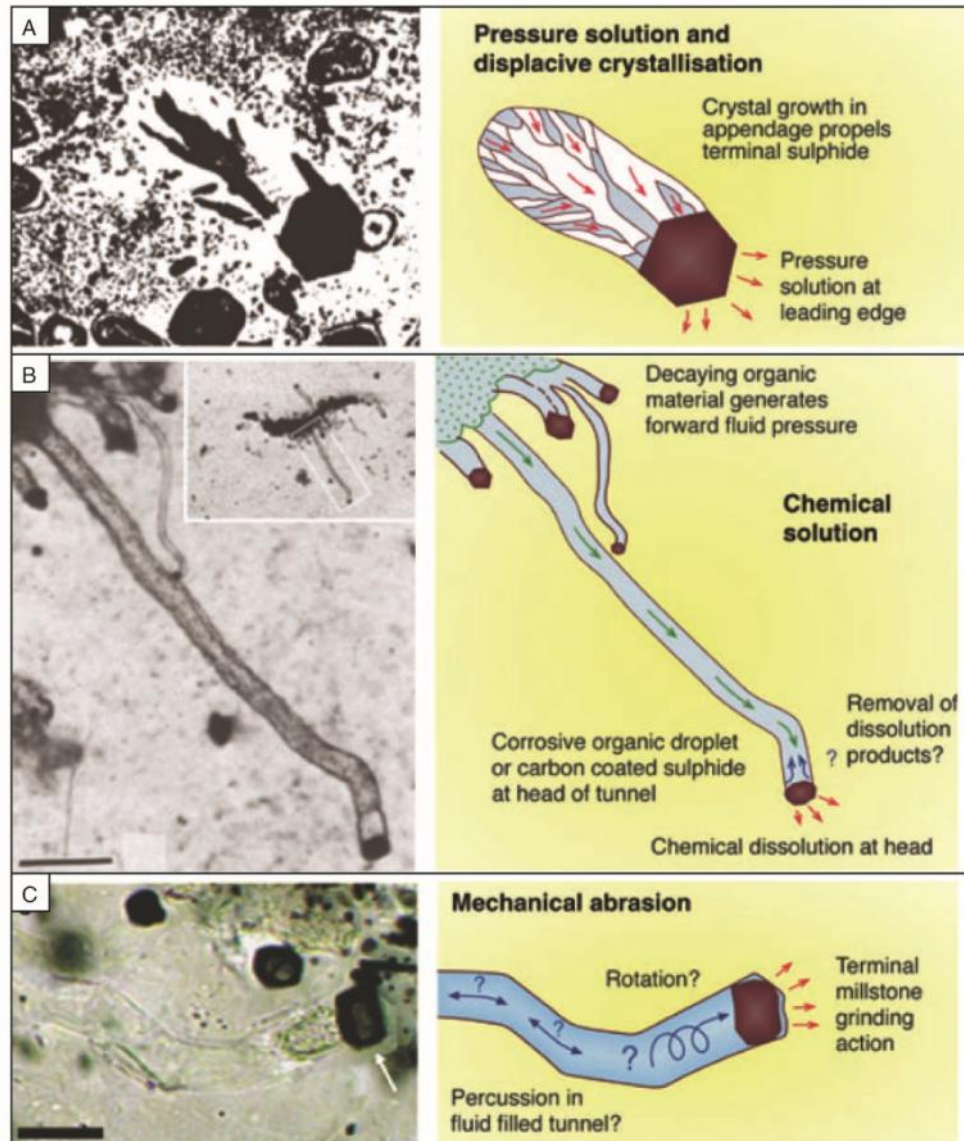 A
Pressure solution and
displacive crystallisation
Crystal growth in
appendage propels
terminal sulphide
Pressure
solution at
leading edge
B
Decaying organic
material generates
forward fluid pressure
Chemical
solution
Corrosive organic droplet
or carbon coated sulphide
at head of tunnel
Removal of
dissolution
products?
?
Chemical dissolution at head
C
Mechanical abrasion
Rotation?
?
?
?
Terminal
millstone
grinding
action
Percussion in
fluid filled tunnel?